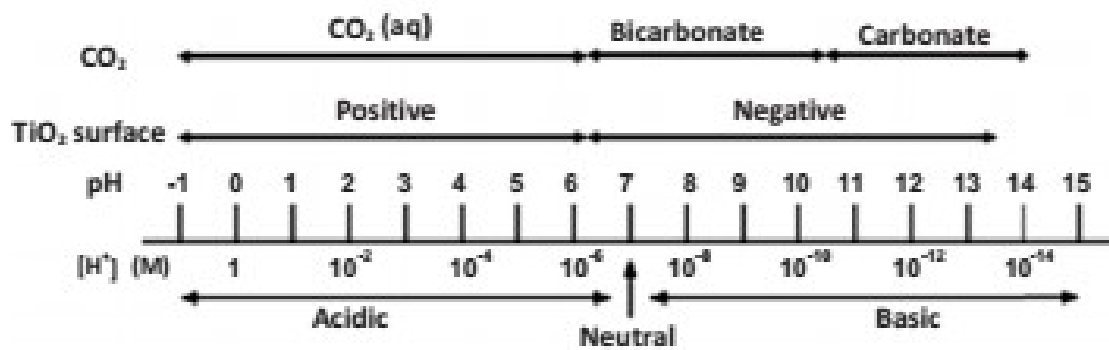 CO₂ (aq) Bicarbonate Carbonate
CO₂
Positive Negative
TiO₂ surface
pH -1 0 1 2 3 4 5 6 7 8 9 10 11 12 13 14 15
[H⁺] (M) 1 10⁻² 10⁻⁴ 10⁻⁶ 10⁻⁸ 10⁻¹⁰ 10⁻¹² 10⁻¹⁴
Acidic Neutral Basic